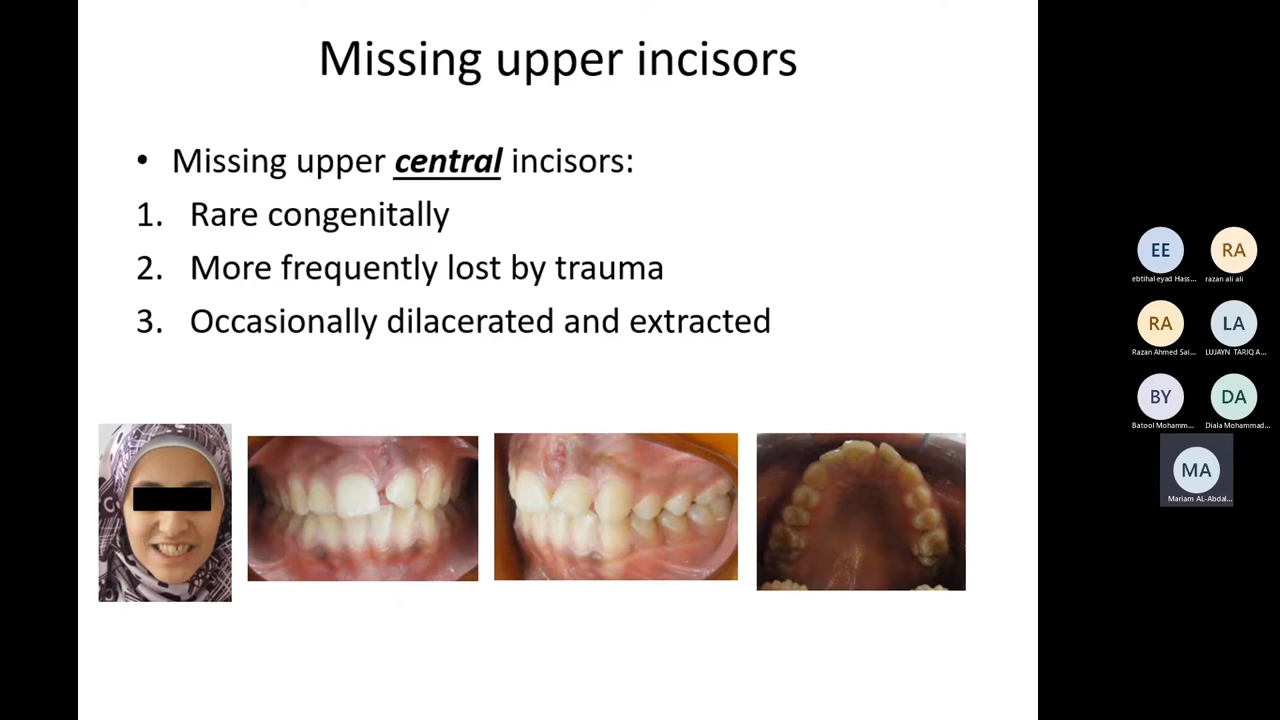 Missing upper incisors
• Missing upper central incisors:
1. Rare congenitally
2. More frequently lost by trauma
3. Occasionally dilacerated and extracted
EE
RA
ebtihal eyad Hass...
razan ali ali
RA
LA
Razan Ahmed Sai...
LUJAYN TARIQ A...
BY
DA
Batool Mohamm...
Diala Mohammad...
MA
Mariam AL-Abdal...